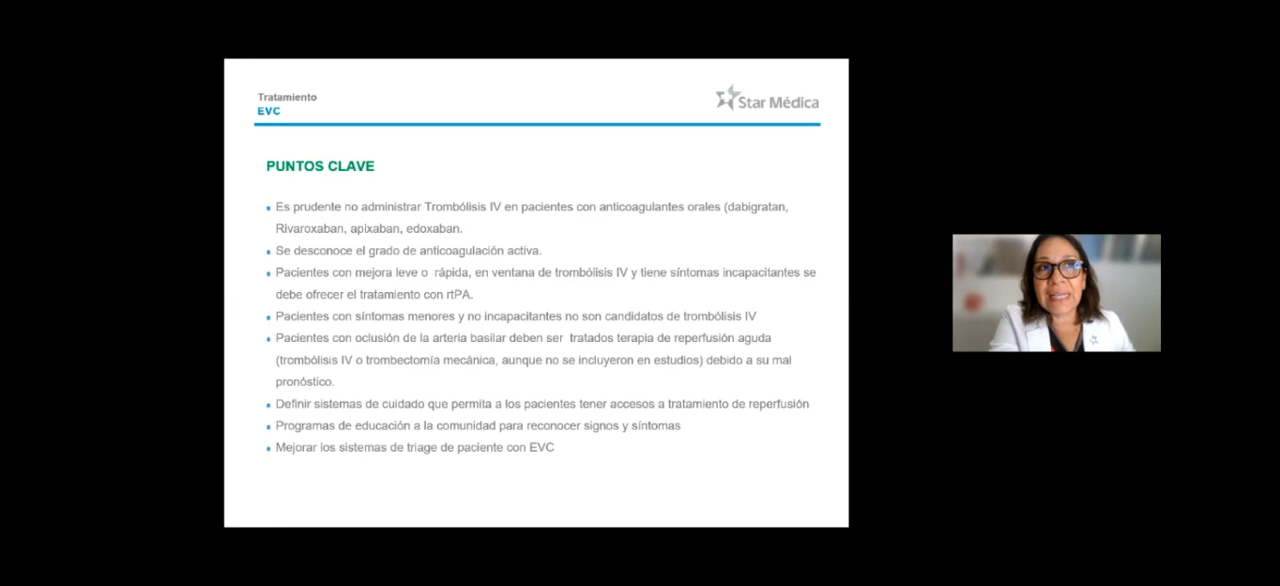 Tratamiento
EVC
Star Médica
PUNTOS CLAVE
Es prudente no administrar Trombólisis IV en pacientes con anticoagulantes orales (dabigratan,
Rivaroxaban, apixaban, edoxaban.
Se desconoce el grado de anticoagulación activa.
Pacientes con mejora leve o rápida, en ventana de trombólisis IV y tiene síntomas incapacitantes se
debe ofrecer el tratamiento con rtPA.
Pacientes con síntomas menores y no incapacitantes no son candidatos de trombólisis IV
Pacientes con oclusión de la arteria basilar deben ser tratados terapia de reperfusión aguda
(trombólisis IV o trombectomía mecánica, aunque no se incluyeron en estudios) debido a su mal
pronóstico.
Definir sistemas de cuidado que permita a los pacientes tener accesos a tratamiento de reperfusión
Programas de educación a la comunidad para reconocer signos y síntomas
Mejorar los sistemas de triage de paciente con EVC